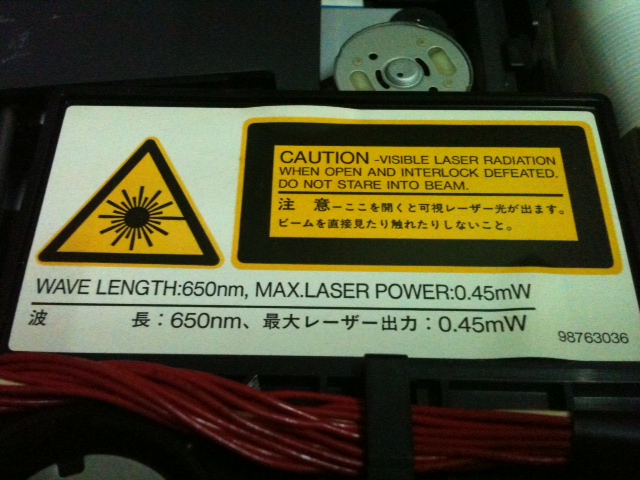 CAUTION -VISIBLE LASER RADIATION
WHEN OPEN AND INTERLOCK DEFEATED.
DO NOT STARE INTO BEAM.
注 意ーここを開くと可視レーザー光が出ます。
ビームを直接見たり触れたりしないこと。
WAVE LENGTH:650nm, MAX.LASER POWER:0.45mW
波 長：650nm、最大レーザー出力：0.45mW
98763036